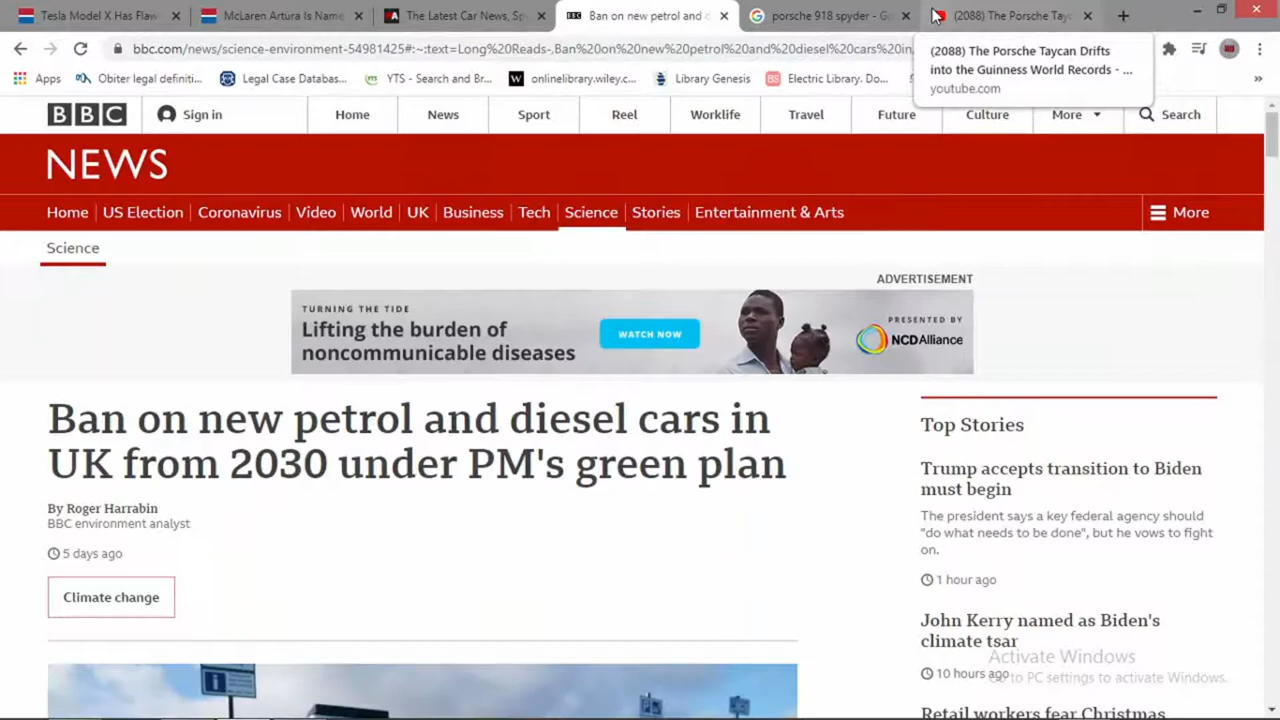 Tesla Model X Has Flaw
McLaren Artura Is Name
The Latest Car News, Sp
Ban on new petrol and d
porsche 918 spyder - Go
(2088) The Porsche Tayc
bbc.com/news/science-environment-54981425#:~:text=Long%20Reads-,Ban%20on%20new%20petrol%20and%20diesel%20cars%20in,
(2088) The Porsche Taycan Drifts
into the Guinness World Records - ...
youtube.com
Apps
Obiter legal definiti...
Legal Case Databas...
YTS - Search and Br...
onlinelibrary.wiley.c...
Library Genesis
Electric Library. Do...
BBC
Sign in
Home
News
Sport
Reel
Worklife
Travel
Future
Culture
More
Search
NEWS
Home
US Election
Coronavirus
Video
World
UK
Business
Tech
Science
Stories
Entertainment & Arts
More
Science
ADVERTISEMENT
TURNING THE TIDE
Lifting the burden of
noncommunicable diseases
WATCH NOW
PRESENTED BY
NCDAlliance
Ban on new petrol and diesel cars in
UK from 2030 under PM's green plan
By Roger Harrabin
BBC environment analyst
5 days ago
Climate change
Top Stories
Trump accepts transition to Biden
must begin
The president says a key federal agency should
"do what needs to be done", but he vows to fight
on.
1 hour ago
John Kerry named as Biden's
climate tsar
10 hours ago
Retail workers fear Christmas
Activate Windows
Go to PC settings to activate Windows.